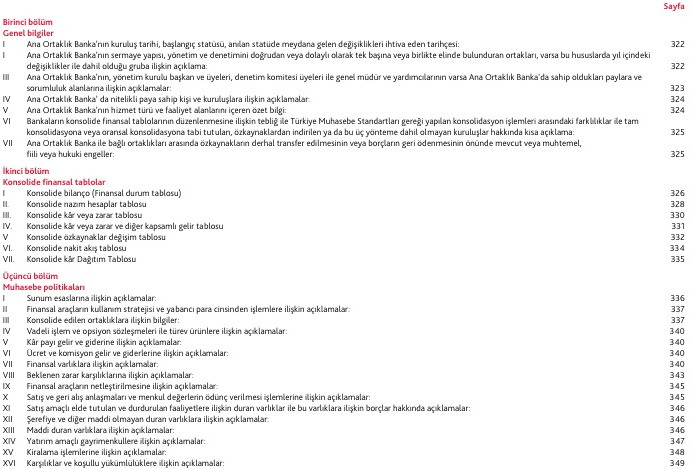 Sayfa
Birinci bölüm
Genel bilgiler
I Ana Ortaklık Banka'nın kuruluş tarihi, başlangıç statüsü, anılan statüde meydana gelen değişiklikleri ihtiva eden tarihçesi: 322
I Ana Ortaklık Banka'nın sermaye yapısı, yönetim ve denetimini doğrudan veya dolaylı olarak tek başına veya birlikte elinde bulunduran ortakları, varsa bu hususlarda yıl içindeki
değişiklikler ile dahil olduğu gruba ilişkin açıklama: 322
III Ana Ortaklık Banka'nın, yönetim kurulu başkan ve üyeleri, denetim komitesi üyeleri ile genel müdür ve yardımcılarının varsa Ana Ortaklık Banka'da sahip oldukları paylara ve
sorumluluk alanlarına ilişkin açıklamalar: 323
IV Ana Ortaklık Banka' da nitelikli paya sahip kişi ve kuruluşlara ilişkin açıklamalar: 324
V Ana Ortaklık Banka'nın hizmet türü ve faaliyet alanlarını içeren özet bilgi: 324
VI Bankaların konsolide finansal tablolarının düzenlenmesine ilişkin tebliğ ile Türkiye Muhasebe Standartları gereği yapılan konsolidasyon işlemleri arasındaki farklılıklar ile tam
konsolidasyona veya oransal konsolidasyona tabi tutulan, özkaynaklardan indirilen ya da bu üç yönteme dahil olmayan kuruluşlar hakkında kısa açıklama: 325
VII Ana Ortaklık Banka ile bağlı ortaklıkları arasında özkaynakların derhal transfer edilmesinin veya borçların geri ödenmesinin önünde mevcut veya muhtemel,
fiili veya hukuki engeller: 325
İkinci bölüm
Konsolide finansal tablolar
I Konsolide bilanço (Finansal durum tablosu) 326
II. Konsolide nazım hesaplar tablosu 328
III. Konsolide kâr veya zarar tablosu 330
IV. Konsolide kâr veya zarar ve diğer kapsamlı gelir tablosu 331
V Konsolide özkaynaklar değişim tablosu 332
VI. Konsolide nakit akış tablosu 334
VII. Konsolide kâr Dağıtım Tablosu 335
Üçüncü bölüm
Muhasebe politikaları
I Sunum esaslarına ilişkin açıklamalar: 336
II Finansal araçların kullanım stratejisi ve yabancı para cinsinden işlemlere ilişkin açıklamalar: 337
III Konsolide edilen ortaklıklara ilişkin bilgiler: 337
IV Vadeli işlem ve opsiyon sözleşmeleri ile türev ürünlere ilişkin açıklamalar: 340
V Kâr payı gelir ve giderine ilişkin açıklamalar: 340
VI Ücret ve komisyon gelir ve giderlerine ilişkin açıklamalar: 340
VII Finansal varlıklara ilişkin açıklamalar: 340
VIII Beklenen zarar karşılıklarına ilişkin açıklamalar: 343
IX Finansal araçların netleştirilmesine ilişkin açıklamalar: 345
X Satış ve geri alış anlaşmaları ve menkul değerlerin ödünç verilmesi işlemlerine ilişkin açıklamalar: 345
XI Satış amaçlı elde tutulan ve durdurulan faaliyetlere ilişkin duran varlıklar ile bu varlıklara ilişkin borçlar hakkında açıklamalar: 346
XII Şerefiye ve diğer maddi olmayan duran varlıklara ilişkin açıklamalar: 346
XIII Maddi duran varlıklara ilişkin açıklamalar: 346
XIV Yatırım amaçlı gayrimenkullere ilişkin açıklamalar: 347
XV Kiralama işlemlerine ilişkin açıklamalar: 348
XVI Karşılıklar ve koşullu yükümlülüklere ilişkin açıklamalar: 349